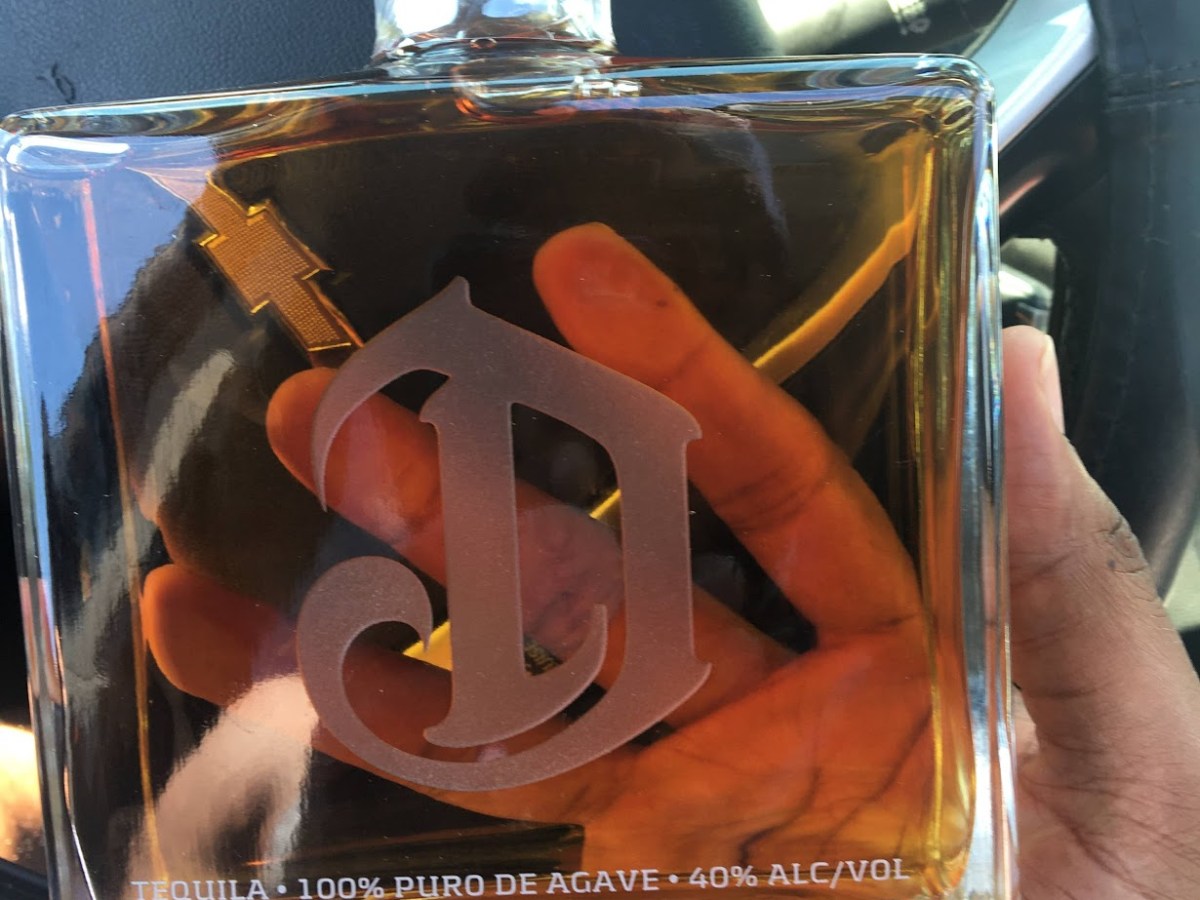 D
TEQUILA • 100% PURO DE AGAVE • 40% ALC/VOL